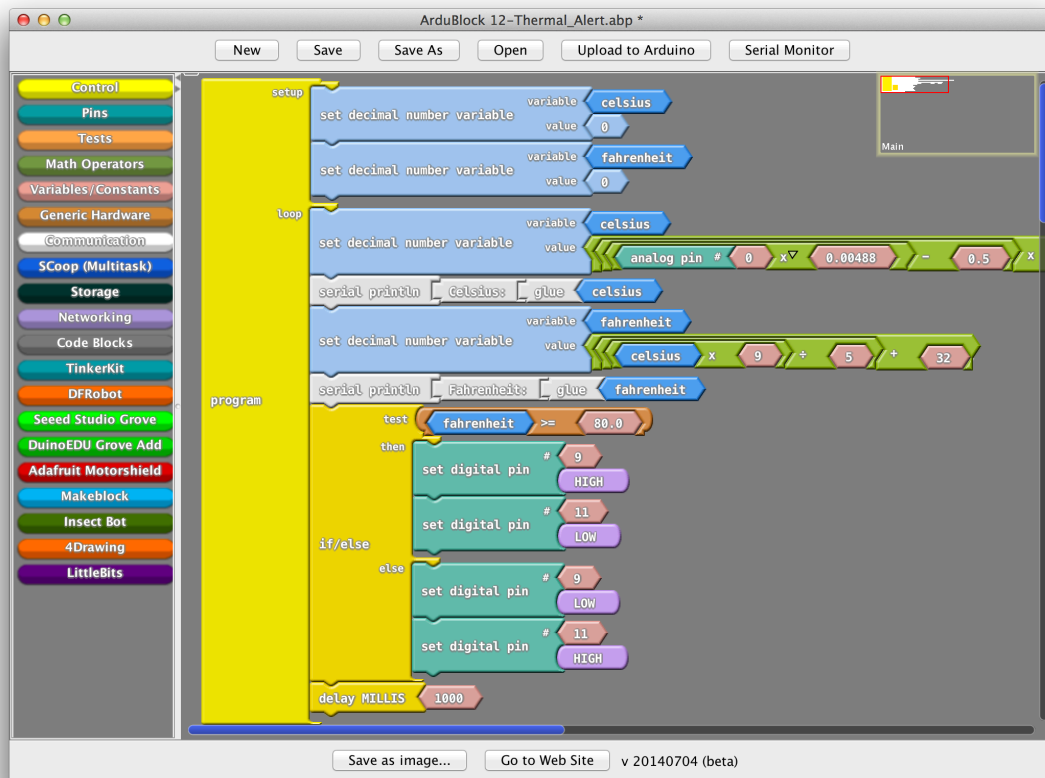 ArduBlock 12-Thermal_Alert.abp *
New Save Save As Open Upload to Arduino Serial Monitor
Control
Pins
Tests
Math Operators
Variables/Constants
Generic Hardware
Communication
SCoop (Multitask)
Storage
Networking
Code Blocks
TinkerKit
DFRobot
Seeed Studio Grove
DuinoEDU Grove Add
Adafruit Motorshield
Makeblock
Insect Bot
4Drawing
LittleBits
program
setup
set decimal number variable
variable celsius
value 0
set decimal number variable
variable fahrenheit
value 0
loop
set decimal number variable
variable celsius
value analog pin # 0 x 0.00488 - 0.5 x
serial println Celsius: glue celsius
set decimal number variable
variable fahrenheit
value celsius x 9 ÷ 5 + 32
serial println Fahrenheit: glue fahrenheit
if/else
test fahrenheit >= 80.0
then
set digital pin # 9
HIGH
set digital pin # 11
LOW
else
set digital pin # 9
LOW
set digital pin # 11
HIGH
delay MILLIS 1000
Main
Save as image... Go to Web Site v 20140704 (beta)